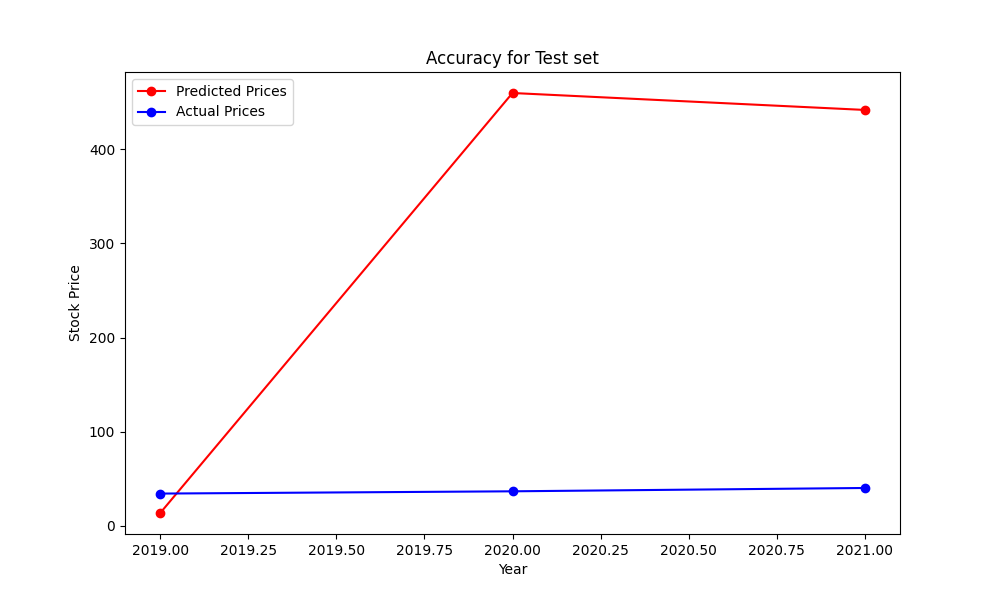 Accuracy for Test set
Predicted Prices
Actual Prices
Stock Price
400
300
200
100
0
2019.00 2019.25 2019.50 2019.75 2020.00 2020.25 2020.50 2020.75 2021.00
Year